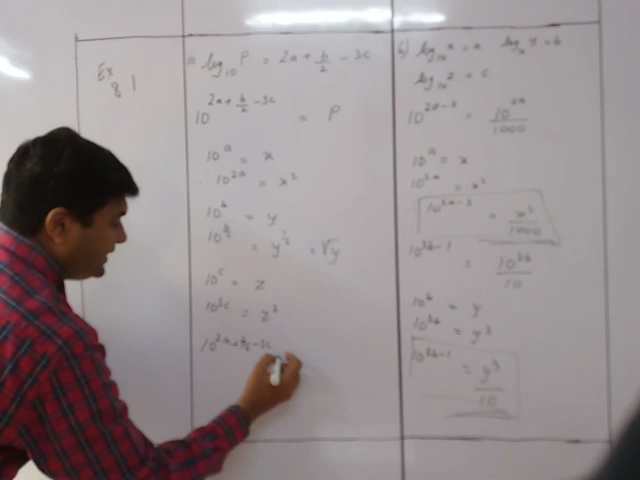 Ex
8 1
log₁₀ P = 2a + b/2 - 3c
10^(2a + b/2 - 3c) = P
10^a = x
10^(2a) = x²
10^b = y
10^(b/2) = y^(1/2) = √y
10^c = z
10^(3c) = z³
10^(2a + b/2 - 3c)
log₁₀ x = a log₁₀ y = b
log₁₀ z = c
10^(2a-3) = 10^(2a)/1000
10^a = x
10^(2a) = x²
10^(2a-3) = x²/1000
10^(3b-1) = 10^(3b)/10
10^b = y
10^(3b) = y³
10^(3b-1) = y³/10